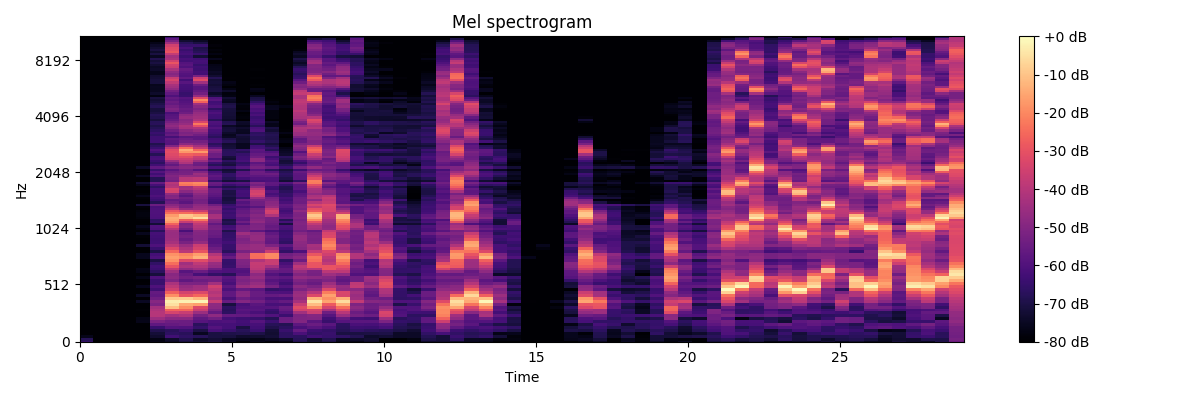 Mel spectrogram
+0 dB
8192
-10 dB
-20 dB
4096
-30 dB
Hz
2048
-40 dB
1024
-50 dB
-60 dB
512
-70 dB
0
-80 dB
0 5 10 15 20 25
Time